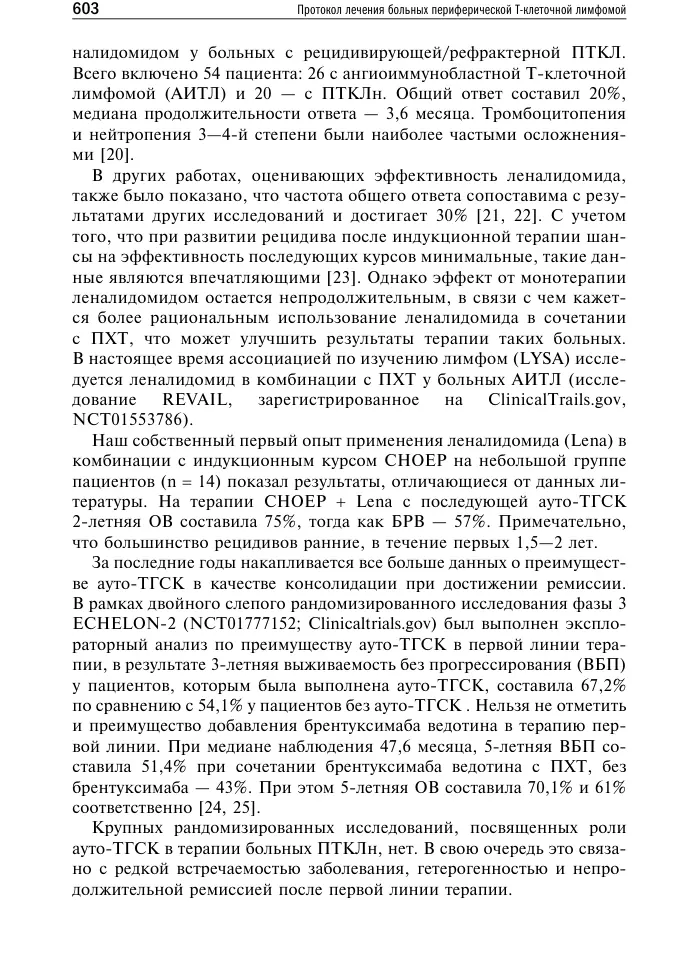 603 Протокол лечения больных периферической Т-клеточной лимфомой
налидомидом у больных с рецидивирующей/рефрактерной ПТКЛ.
Всего включено 54 пациента: 26 с ангиоиммунобластной Т-клеточной
лимфомой (АИТЛ) и 20 — с ПТКЛн. Общий ответ составил 20%,
медиана продолжительности ответа — 3,6 месяца. Тромбоцитопения
и нейтропения 3—4-й степени были наиболее частыми осложнения-
ми [20].
В других работах, оценивающих эффективность леналидомида,
также было показано, что частота общего ответа сопоставима с резу-
льтатами других исследований и достигает 30% [21, 22]. С учетом
того, что при развитии рецидива после индукционной терапии шан-
сы на эффективность последующих курсов минимальные, такие дан-
ные являются впечатляющими [23]. Однако эффект от монотерапии
леналидомидом остается непродолжительным, в связи с чем кажет-
ся более рациональным использование леналидомида в сочетании
с ПХТ, что может улучшить результаты терапии таких больных.
В настоящее время ассоциацией по изучению лимфом (LYSA) иссле-
дуется леналидомид в комбинации с ПХТ у больных АИТЛ (иссле-
дование REVAIL, зарегистрированное на ClinicalTrails.gov,
NCT01553786).
Наш собственный первый опыт применения леналидомида (Lena) в
комбинации с индукционным курсом CHOEP на небольшой группе
пациентов (n = 14) показал результаты, отличающиеся от данных ли-
тературы. На терапии CHOEP + Lena с последующей ауто-ТГСК
2-летняя ОВ составила 75%, тогда как БРВ — 57%. Примечательно,
что большинство рецидивов ранние, в течение первых 1,5—2 лет.
За последние годы накапливается все больше данных о преимущест-
ве ауто-ТГСК в качестве консолидации при достижении ремиссии.
В рамках двойного слепого рандомизированного исследования фазы 3
ECHELON-2 (NCT01777152; Clinicaltrials.gov) был выполнен экспло-
раторный анализ по преимуществу ауто-ТГСК в первой линии тера-
пии, в результате 3-летняя выживаемость без прогрессирования (ВБП)
у пациентов, которым была выполнена ауто-ТГСК, составила 67,2%
по сравнению с 54,1% у пациентов без ауто-ТГСК . Нельзя не отметить
и преимущество добавления брентуксимаба ведотина в терапию пер-
вой линии. При медиане наблюдения 47,6 месяца, 5-летняя ВБП со-
ставила 51,4% при сочетании брентуксимаба ведотина с ПХТ, без
брентуксимаба — 43%. При этом 5-летняя ОВ составила 70,1% и 61%
соответственно [24, 25].
Крупных рандомизированных исследований, посвященных роли
ауто-ТГСК в терапии больных ПТКЛн, нет. В свою очередь это связа-
но с редкой встречаемостью заболевания, гетерогенностью и непро-
должительной ремиссией после первой линии терапии.